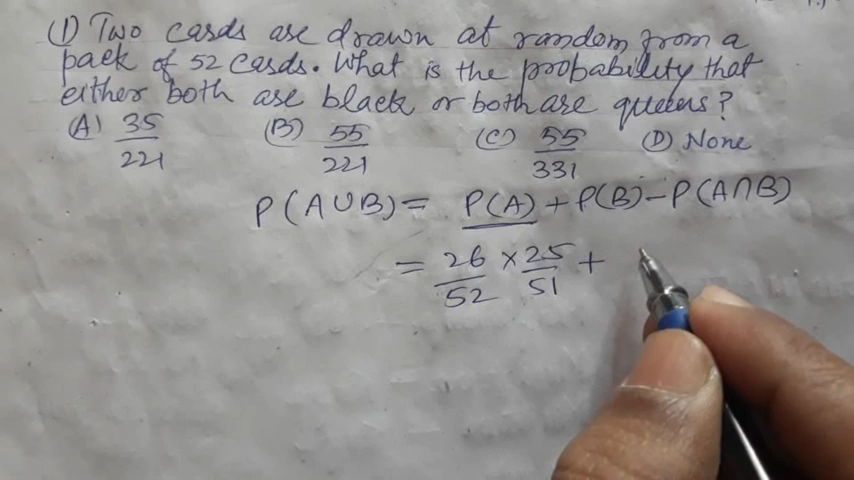 (1) Two cards are drawn at random from a
pack of 52 cards. What is the probability that
either both are black or both are queens?
(A) 35/221 (B) 55/221 (C) 55/331 (D) None
P(A∪B) = P(A) + P(B) - P(A∩B)
= 26/52 × 25/51 +